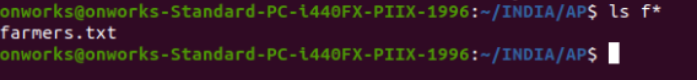 onworks@onworks-Standard-PC-i440FX-PIIX-1996:~/INDIA/AP$ ls f*
farmers.txt
onworks@onworks-Standard-PC-i440FX-PIIX-1996:~/INDIA/AP$